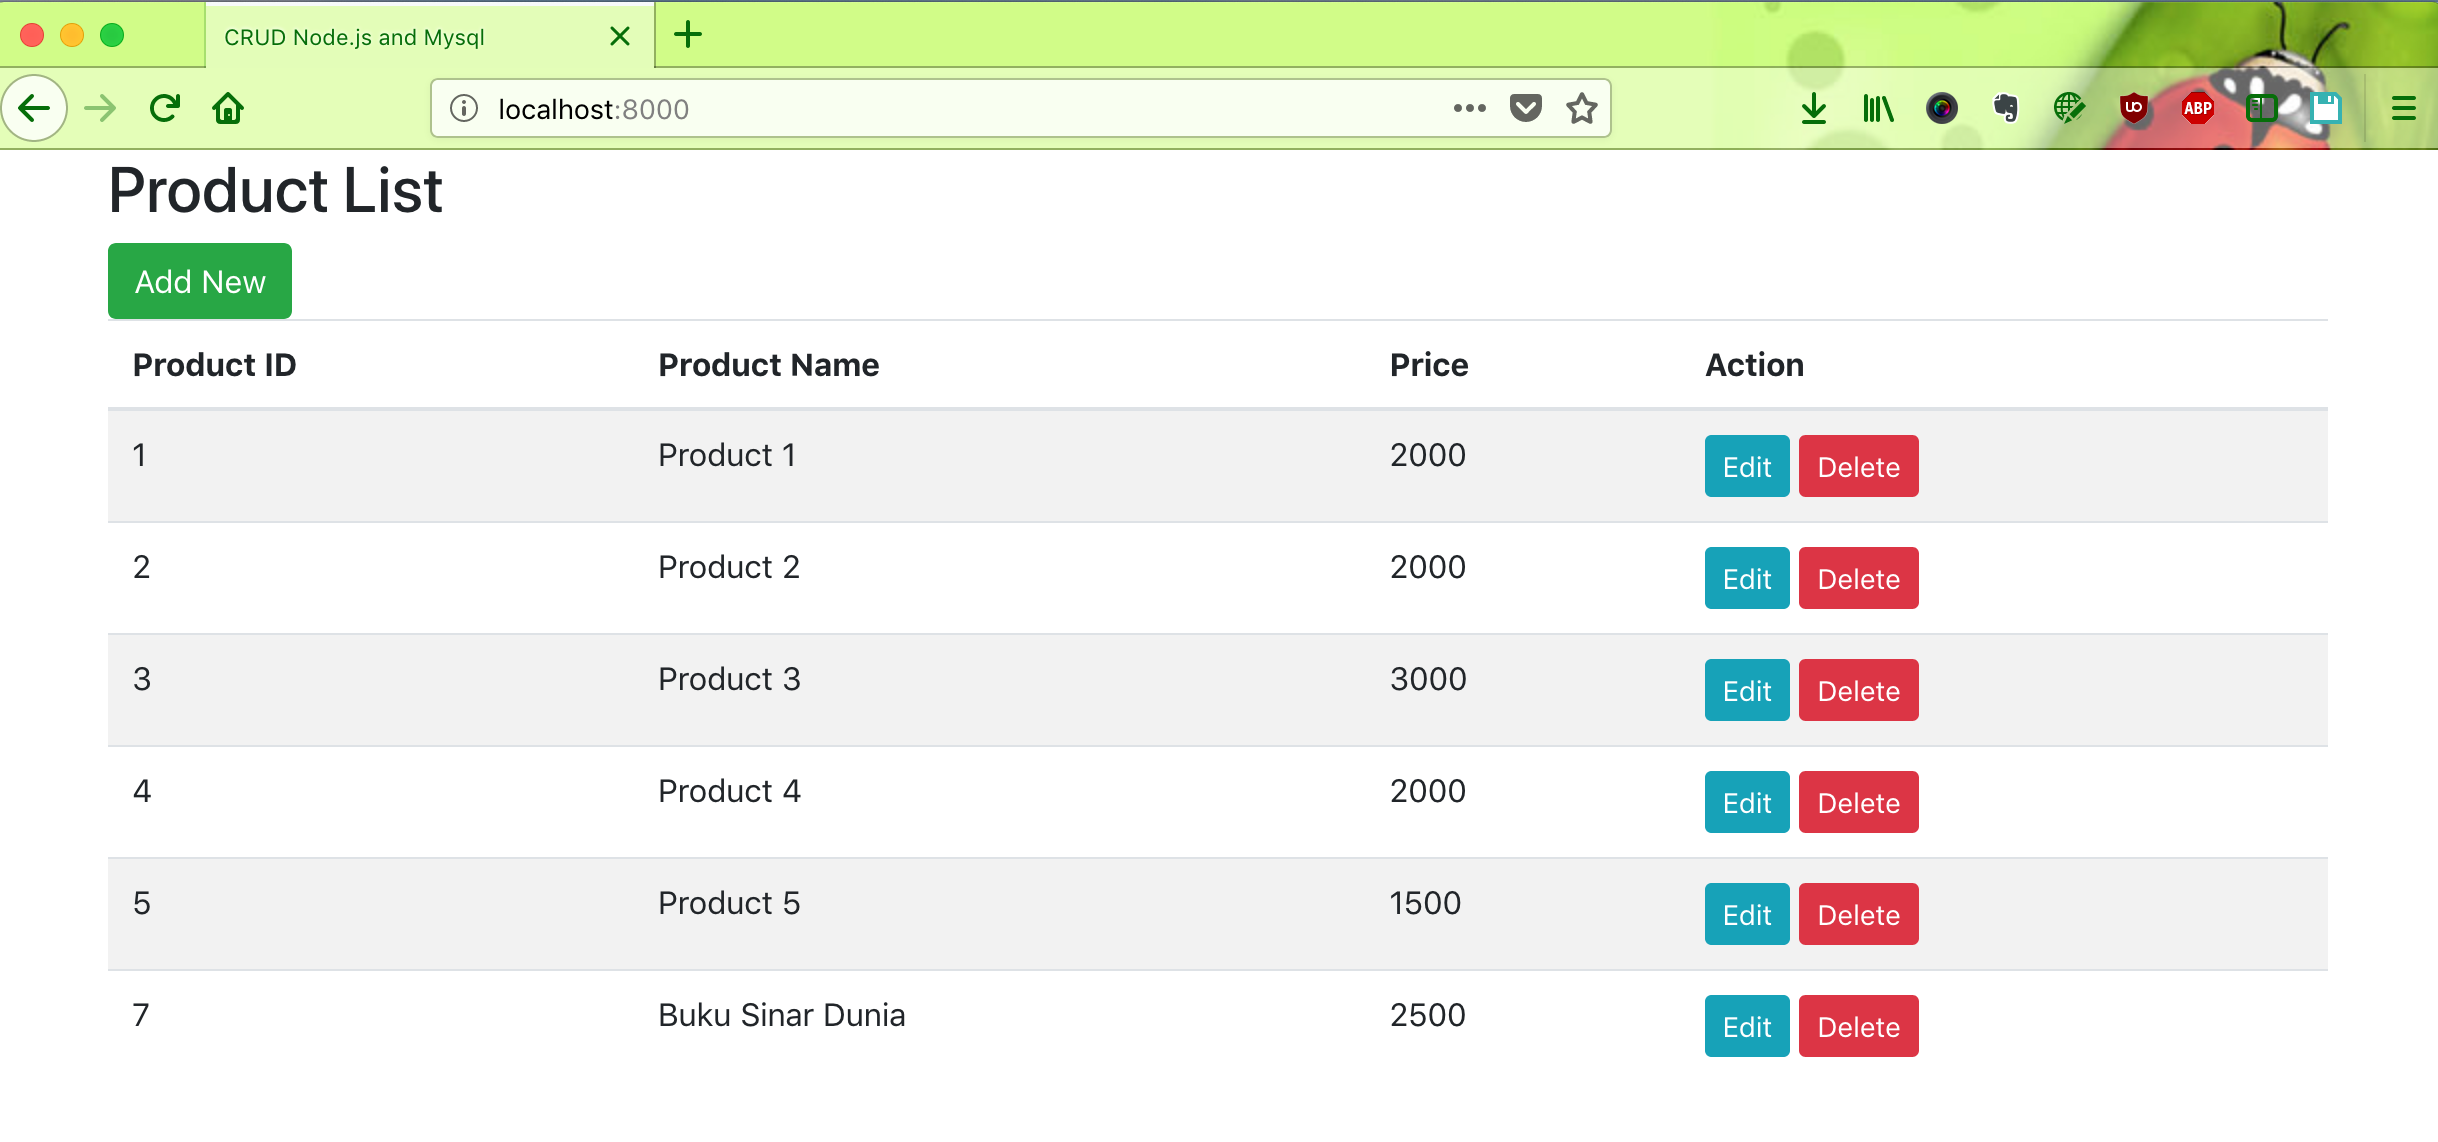 CRUD Node.js and Mysql
localhost:8000
UO
ABP
Product List
Add New
Product ID Product Name Price Action
1 Product 1 2000 Edit Delete
2 Product 2 2000 Edit Delete
3 Product 3 3000 Edit Delete
4 Product 4 2000 Edit Delete
5 Product 5 1500 Edit Delete
7 Buku Sinar Dunia 2500 Edit Delete